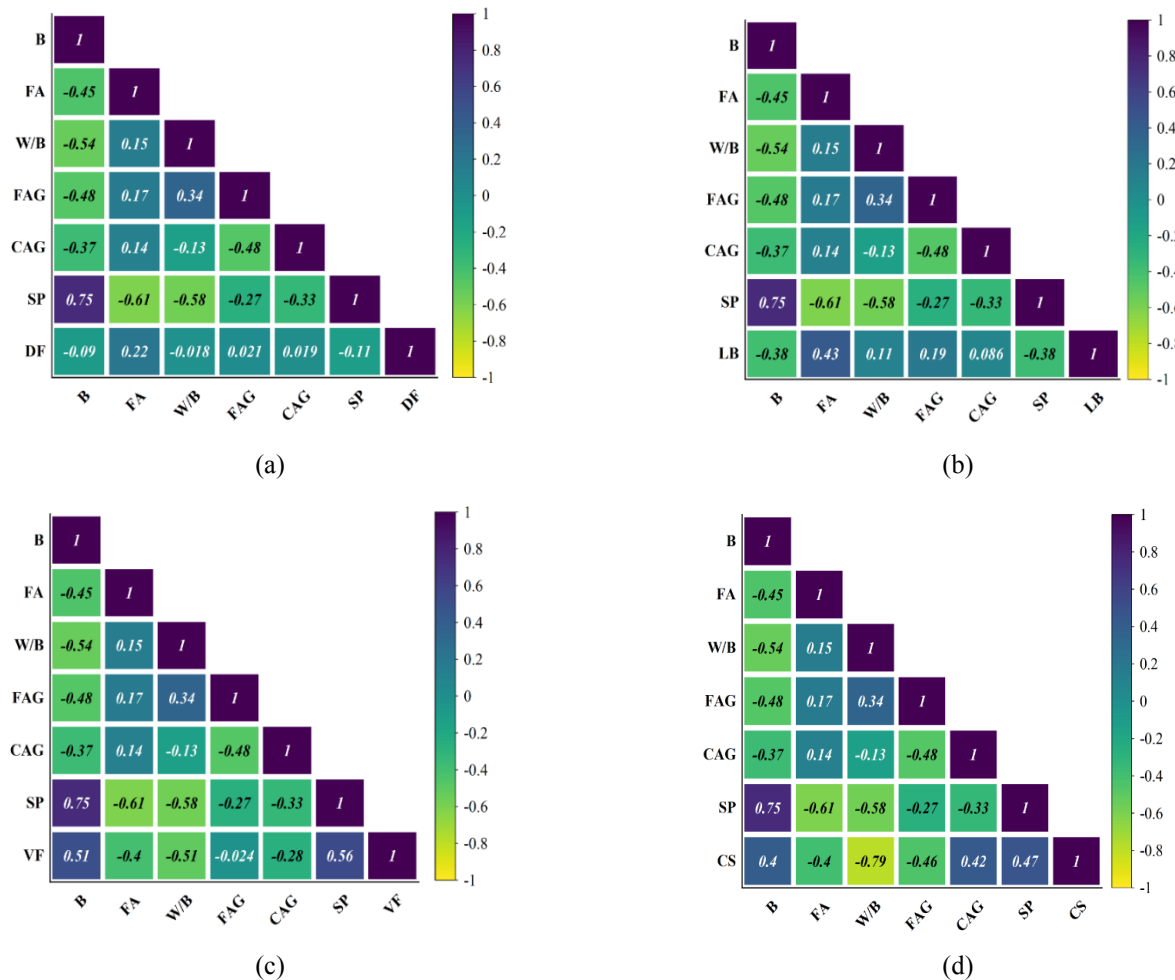 B 1
FA -0.45 1
W/B -0.54 0.15 1
FAG -0.48 0.17 0.34 1
CAG -0.37 0.14 -0.13 -0.48 1
SP 0.75 -0.61 -0.58 -0.27 -0.33 1
DF -0.09 0.22 -0.018 0.021 0.019 -0.11 1
B FA W/B FAG CAG SP DF
1
0.8
0.6
0.4
0.2
0
-0.2
-0.4
-0.6
-0.8
-1
(a)
B 1
FA -0.45 1
W/B -0.54 0.15 1
FAG -0.48 0.17 0.34 1
CAG -0.37 0.14 -0.13 -0.48 1
SP 0.75 -0.61 -0.58 -0.27 -0.33 1
LB -0.38 0.43 0.11 0.19 0.086 -0.38 1
B FA W/B FAG CAG SP LB
1
0.8
0.6
0.4
0.2
0
-0.2
-0.4
-0.6
-0.8
-1
(b)
B 1
FA -0.45 1
W/B -0.54 0.15 1
FAG -0.48 0.17 0.34 1
CAG -0.37 0.14 -0.13 -0.48 1
SP 0.75 -0.61 -0.58 -0.27 -0.33 1
VF 0.51 -0.4 -0.51 -0.024 -0.28 0.56 1
B FA W/B FAG CAG SP VF
1
0.8
0.6
0.4
0.2
0
-0.2
-0.4
-0.6
-0.8
-1
(c)
B 1
FA -0.45 1
W/B -0.54 0.15 1
FAG -0.48 0.17 0.34 1
CAG -0.37 0.14 -0.13 -0.48 1
SP 0.75 -0.61 -0.58 -0.27 -0.33 1
CS 0.4 -0.4 -0.79 -0.46 0.42 0.47 1
B FA W/B FAG CAG SP CS
1
0.8
0.6
0.4
0.2
0
-0.2
-0.4
-0.6
-0.8
-1
(d)